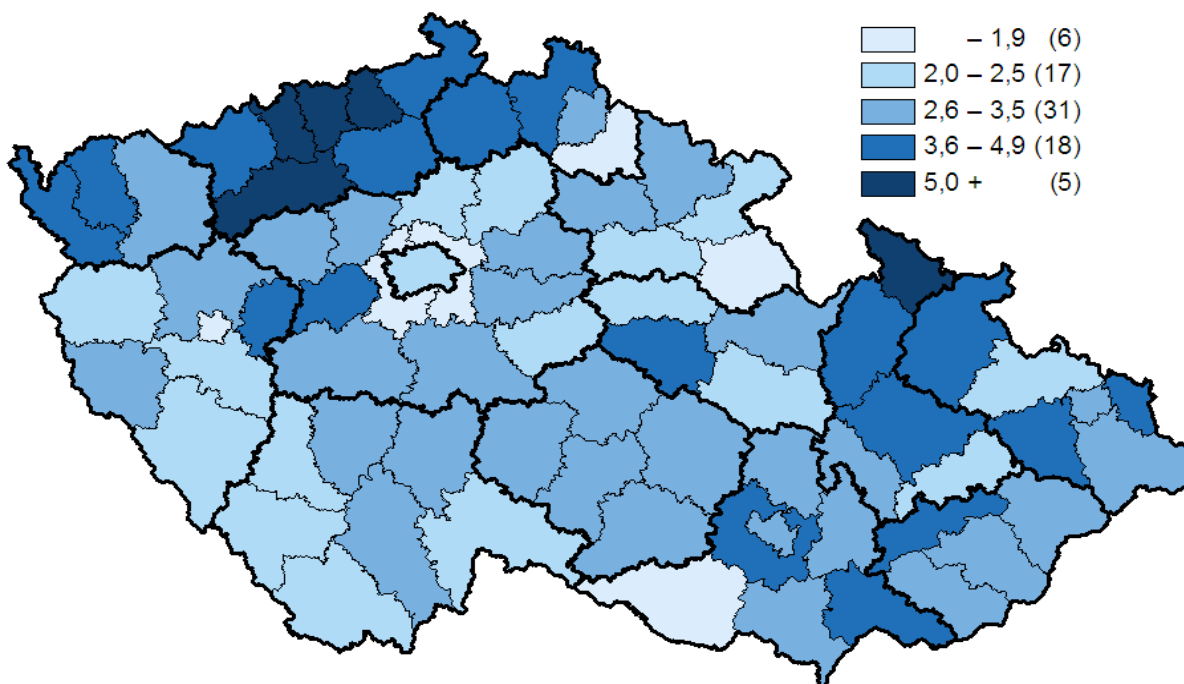 – 1,9 (6)
2,0 – 2,5 (17)
2,6 – 3,5 (31)
3,6 – 4,9 (18)
5,0 + (5)